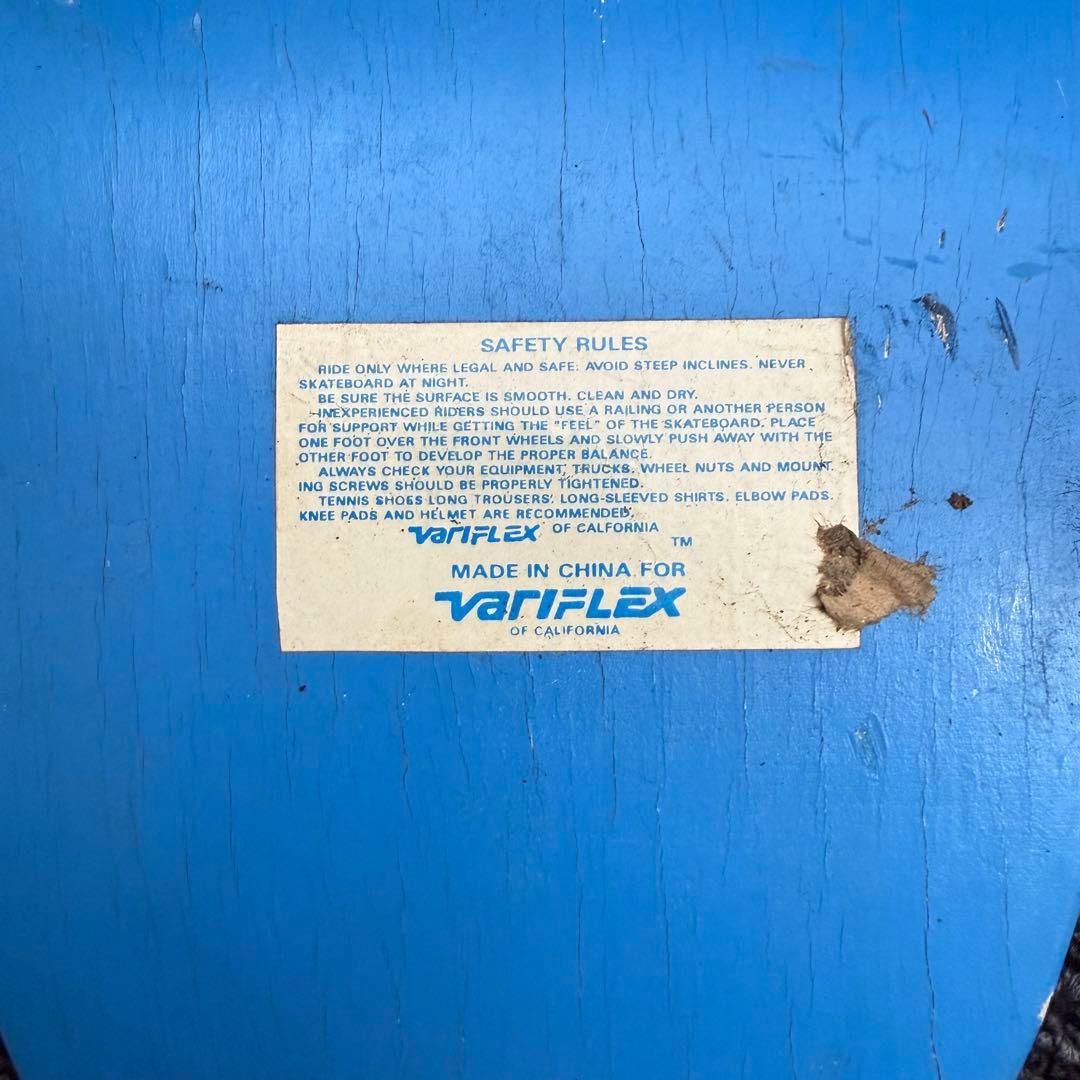 SAFETY RULES
RIDE ONLY WHERE LEGAL AND SAFE. AVOID STEEP INCLINES. NEVER
SKATEBOARD AT NIGHT.
BE SURE THE SURFACE IS SMOOTH. CLEAN AND DRY.
INEXPERIENCED RIDERS SHOULD USE A RAILING OR ANOTHER PERSON
FOR SUPPORT WHILE GETTING THE "FEEL" OF THE SKATEBOARD. PLACE
ONE FOOT OVER THE FRONT WHEELS AND SLOWLY PUSH AWAY WITH THE
OTHER FOOT TO DEVELOP THE PROPER BALANCE.
ALWAYS CHECK YOUR EQUIPMENT, TRUCKS. WHEEL NUTS AND MOUNT.
ING SCREWS SHOULD BE PROPERLY TIGHTENED.
TENNIS SHOES LONG TROUSERS. LONG-SLEEVED SHIRTS. ELBOW PADS.
KNEE PADS AND HELMET ARE RECOMMENDED.
VARIFLEX OF CALFORNIA
TM
MADE IN CHINA FOR
VARIFLEX
OF CALIFORNIA